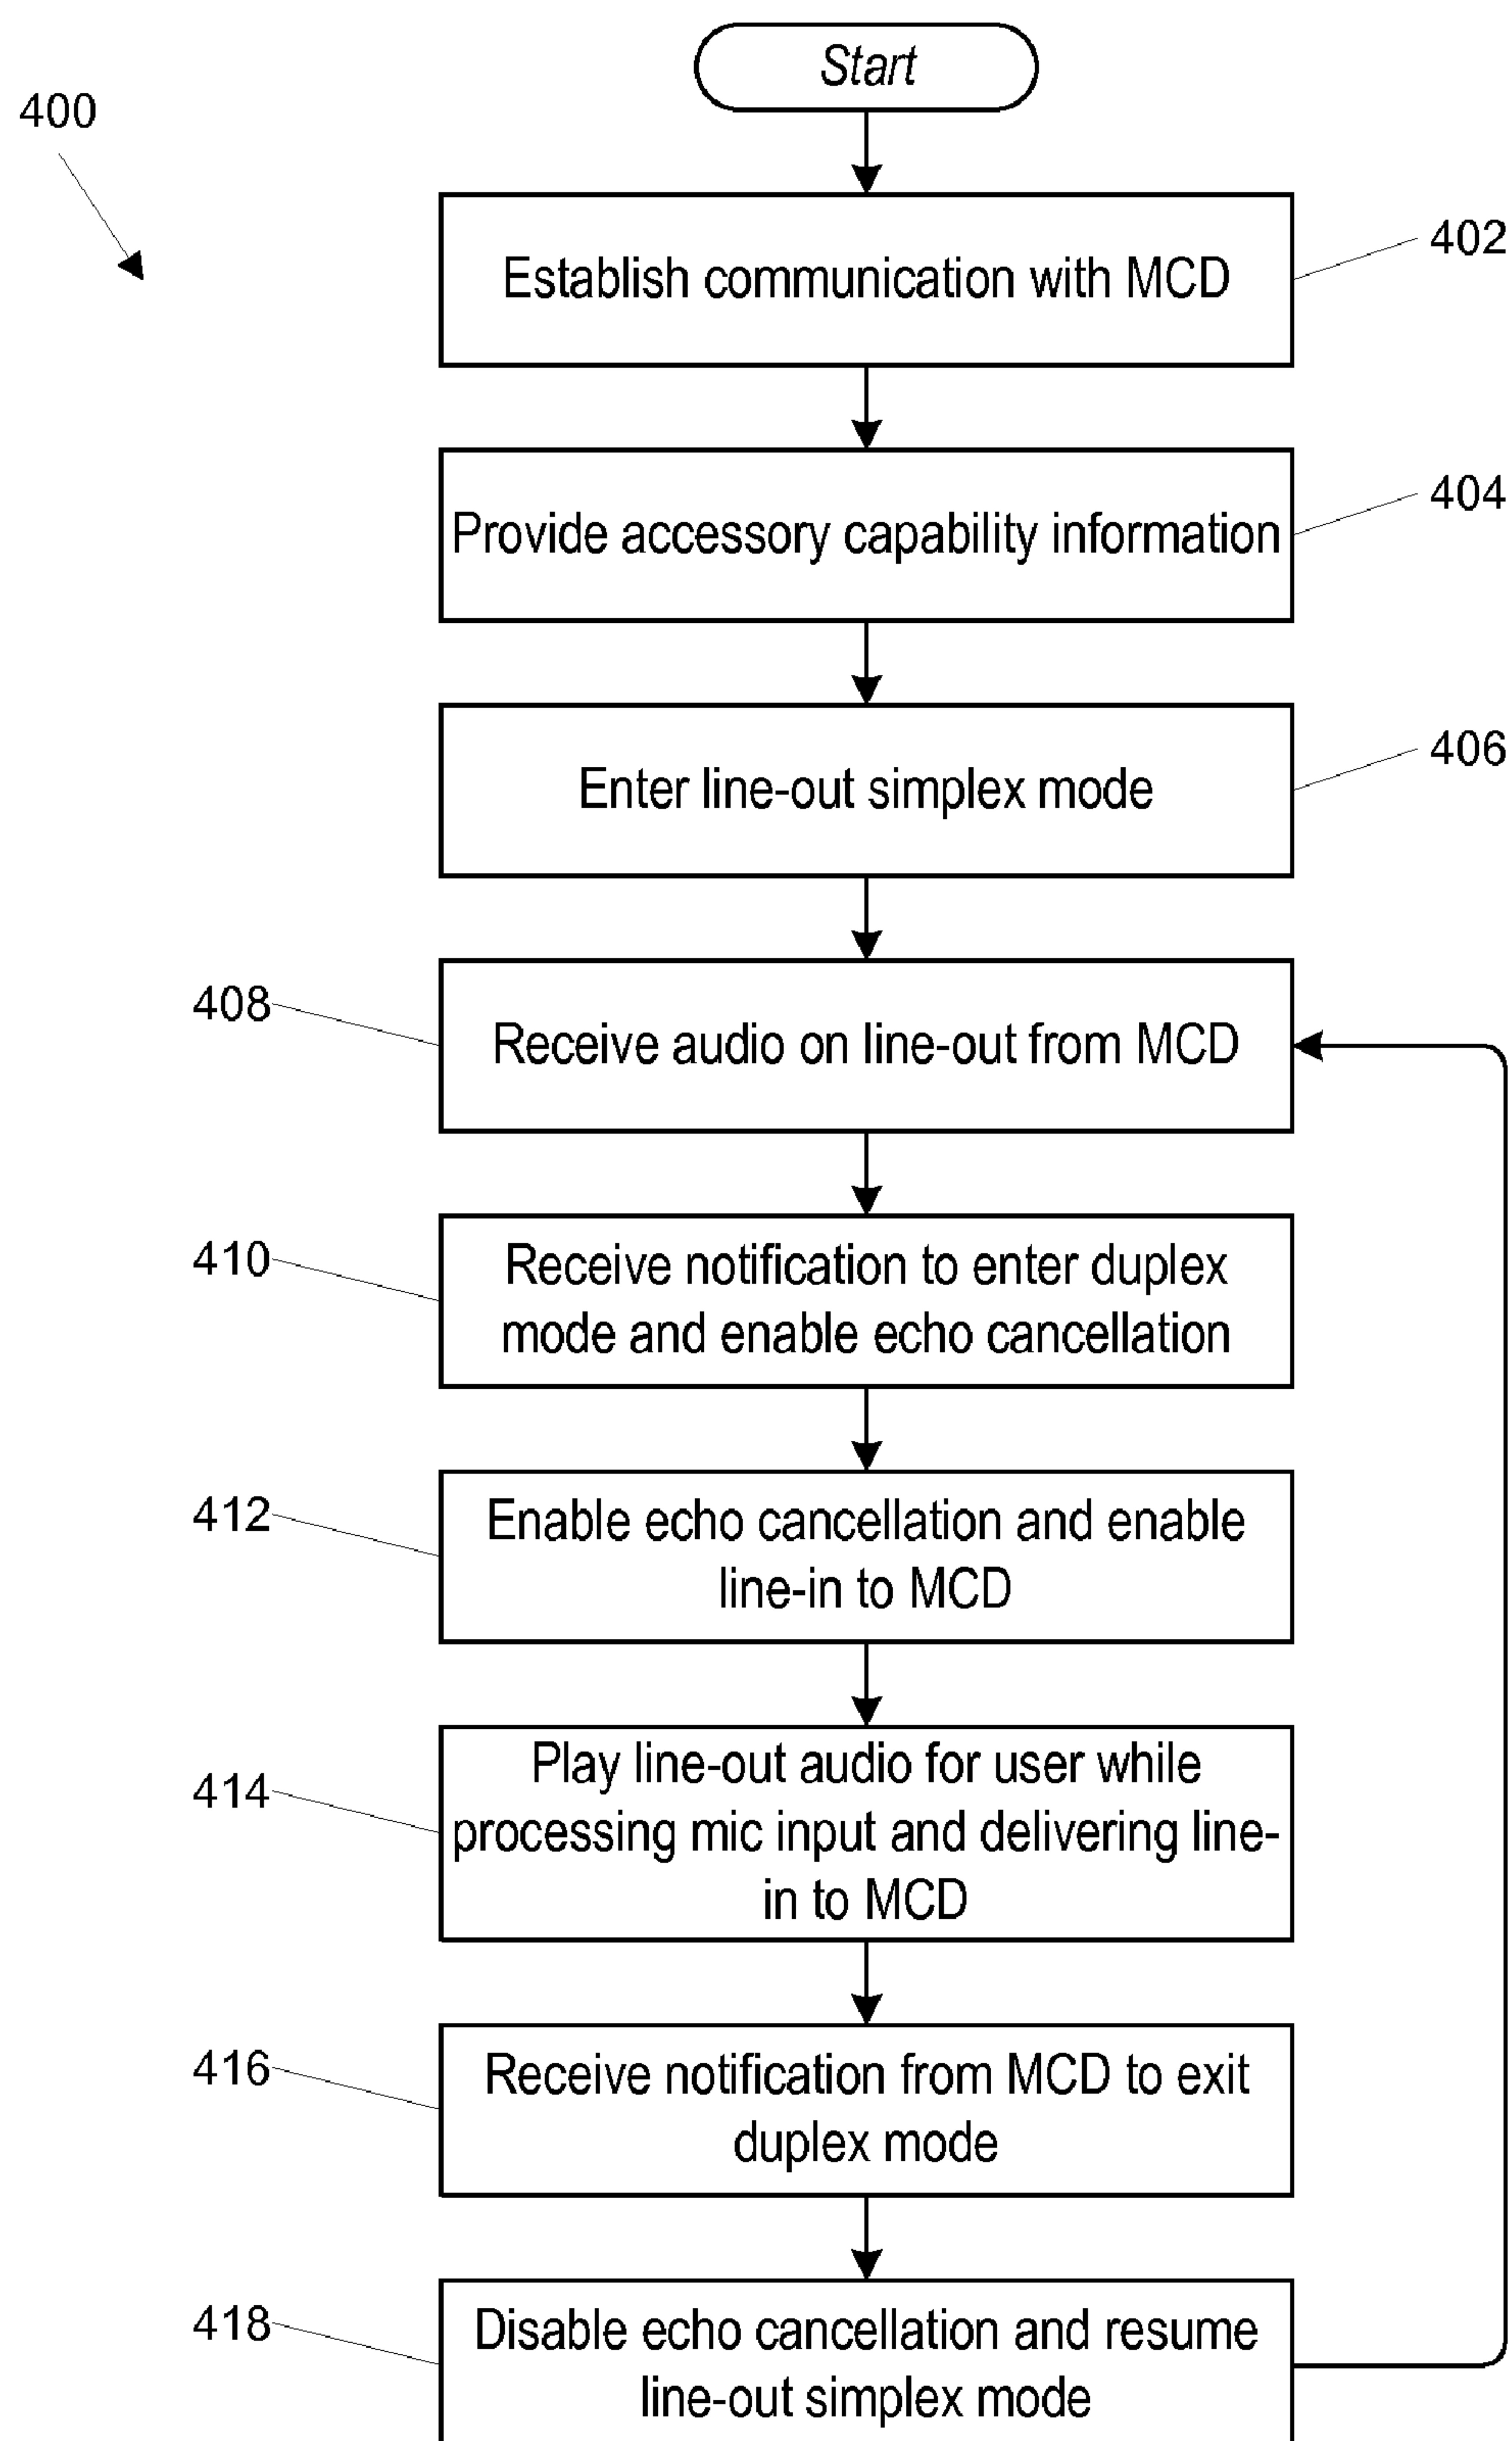 Start
400
Establish communication with MCD
402
Provide accessory capability information
404
Enter line-out simplex mode
406
408
Receive audio on line-out from MCD
410
Receive notification to enter duplex
mode and enable echo cancellation
412
Enable echo cancellation and enable
line-in to MCD
414
Play line-out audio for user while
processing mic input and delivering line-
in to MCD
416
Receive notification from MCD to exit
duplex mode
418
Disable echo cancellation and resume
line-out simplex mode